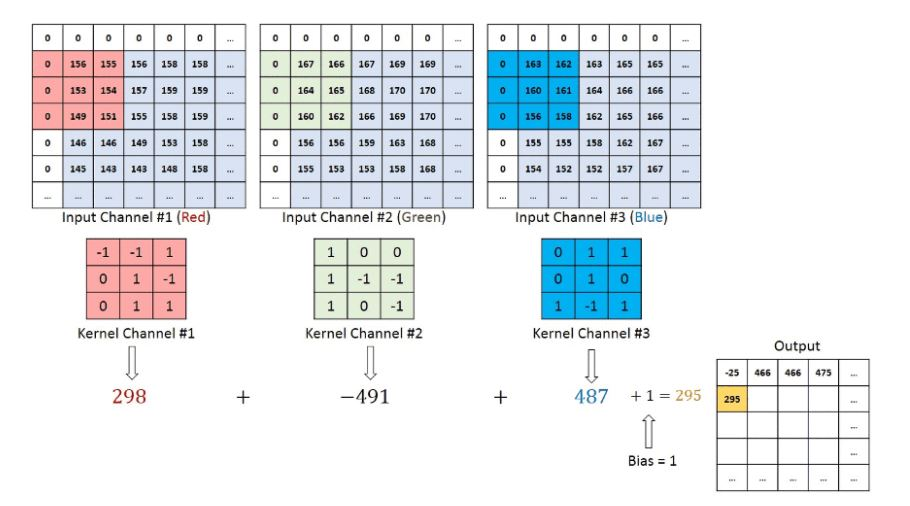 0 0 0 0 0 0 ... 0 0 0 0 0 0 ... 0 0 0 0 0 0 ...
0 156 155 156 158 158 ... 0 167 166 167 169 169 ... 0 163 162 163 165 165 ...
0 153 154 157 159 159 ... 0 164 165 168 170 170 ... 0 160 161 164 166 166 ...
0 149 151 155 158 159 ... 0 160 162 166 169 170 ... 0 156 158 162 165 166 ...
0 146 146 149 153 158 ... 0 156 156 159 163 168 ... 0 155 155 158 162 167 ...
0 145 143 143 148 158 ... 0 155 153 153 158 168 ... 0 154 152 152 157 167 ...
... ... ... ... ... ... ... ... ... ... ... ... ... ... ... ... ... ... ... ... ...
Input Channel #1 (Red) Input Channel #2 (Green) Input Channel #3 (Blue)
-1 -1 1 1 0 0 0 1 1
0 1 -1 1 -1 -1 0 1 0
0 1 1 1 0 -1 1 -1 1
Kernel Channel #1 Kernel Channel #2 Kernel Channel #3
298 + −491 + 487 + 1 = 295
Bias = 1
Output
-25 466 466 475 ...
295 ...
...
...
... ... ... ... ...